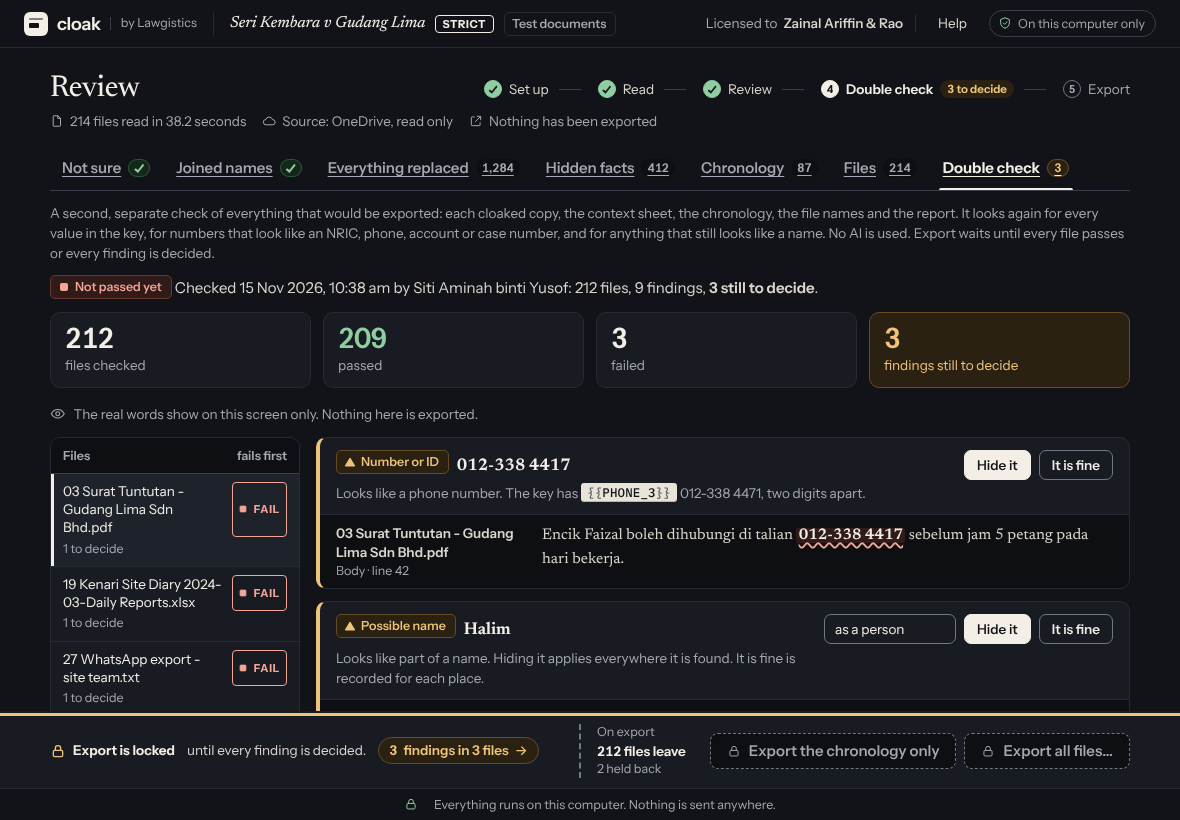 cloak by Lawgistics Seri Kembara v Gudang Lima STRICT Test documents Licensed to Zainal Ariffin & Rao Help On this computer only
Review
Set up Read Review 4 Double check 3 to decide 5 Export
214 files read in 38.2 seconds Source: OneDrive, read only Nothing has been exported
Not sure Joined names Everything replaced 1,284 Hidden facts 412 Chronology 87 Files 214 Double check 3
A second, separate check of everything that would be exported: each cloaked copy, the context sheet, the chronology, the file names and the report. It looks again for every
value in the key, for numbers that look like an NRIC, phone, account or case number, and for anything that still looks like a name. No AI is used. Export waits until every file passes
or every finding is decided.
Not passed yet Checked 15 Nov 2026, 10:38 am by Siti Aminah binti Yusof: 212 files, 9 findings, 3 still to decide.
212
files checked
209
passed
3
failed
3
findings still to decide
The real words show on this screen only. Nothing here is exported.
Files fails first
03 Surat Tuntutan -
Gudang Lima Sdn
Bhd.pdf
1 to decide
FAIL
19 Kenari Site Diary 2024-
03-Daily Reports.xlsx
1 to decide
FAIL
27 WhatsApp export -
site team.txt
1 to decide
FAIL
Number or ID 012-338 4417 Hide it It is fine
Looks like a phone number. The key has {{PHONE_3}} 012-338 4471, two digits apart.
03 Surat Tuntutan - Gudang
Lima Sdn Bhd.pdf
Body · line 42
Encik Faizal boleh dihubungi di talian 012-338 4417 sebelum jam 5 petang pada
hari bekerja.
Possible name Halim as a person Hide it It is fine
Looks like part of a name. Hiding it applies everywhere it is found. It is fine is
recorded for each place.
Export is locked until every finding is decided. 3 findings in 3 files →
On export
212 files leave
2 held back
Export the chronology only Export all files...
Everything runs on this computer. Nothing is sent anywhere.